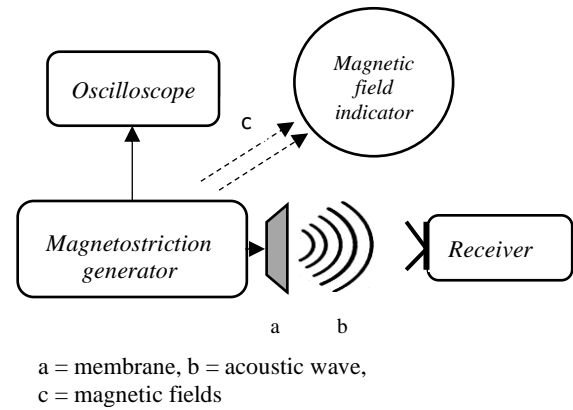 Oscilloscope
Magnetic
field
indicator
c
Magnetostriction
generator
Receiver
a
b
a = membrane, b = acoustic wave,
c = magnetic fields